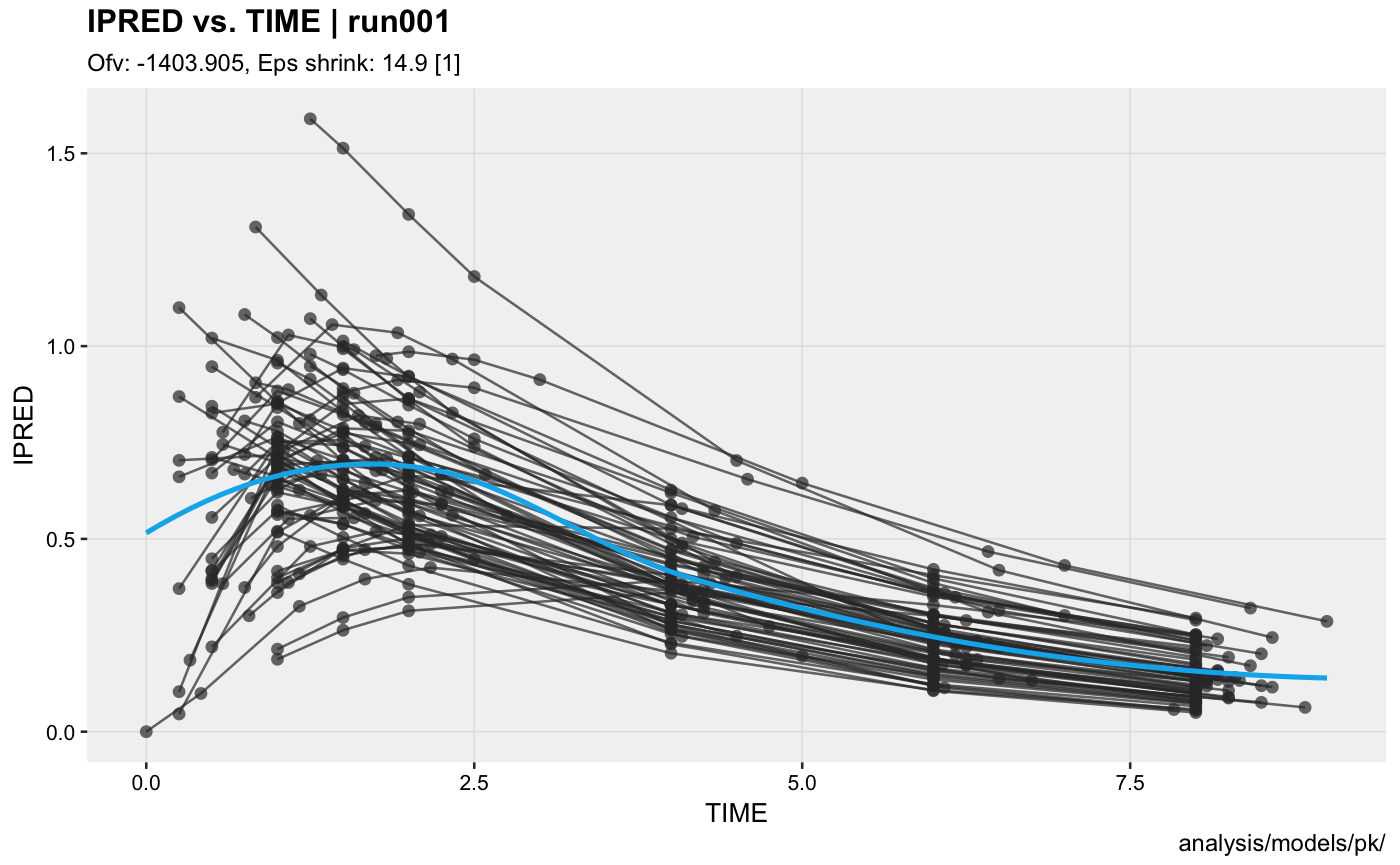 IPRED vs. TIME | run001
Ofv: -1403.905, Eps shrink: 14.9 [1]
1.5
1.0
0.5
0.0
IPRED
0.0 2.5 5.0 7.5
TIME
analysis/models/pk/